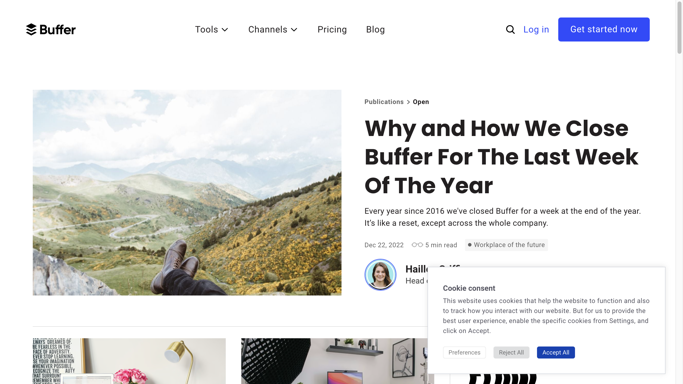 Buffer
Tools
Channels
Pricing
Blog
Log in
Get started now
Publications > Open
Why and How We Close
Buffer For The Last Week
Of The Year
Every year since 2016 we've closed Buffer for a week at the end of the year.
It's like a reset, except across the whole company.
Dec 22, 2022
5 min read
Workplace of the future
Head
Cookie consent
This website uses cookies that help the website to function and also
to track how you interact with our website. But for us to provide the
best user experience, enable the specific cookies from Settings, and
click on Accept.
Preferences
Reject All
Accept All